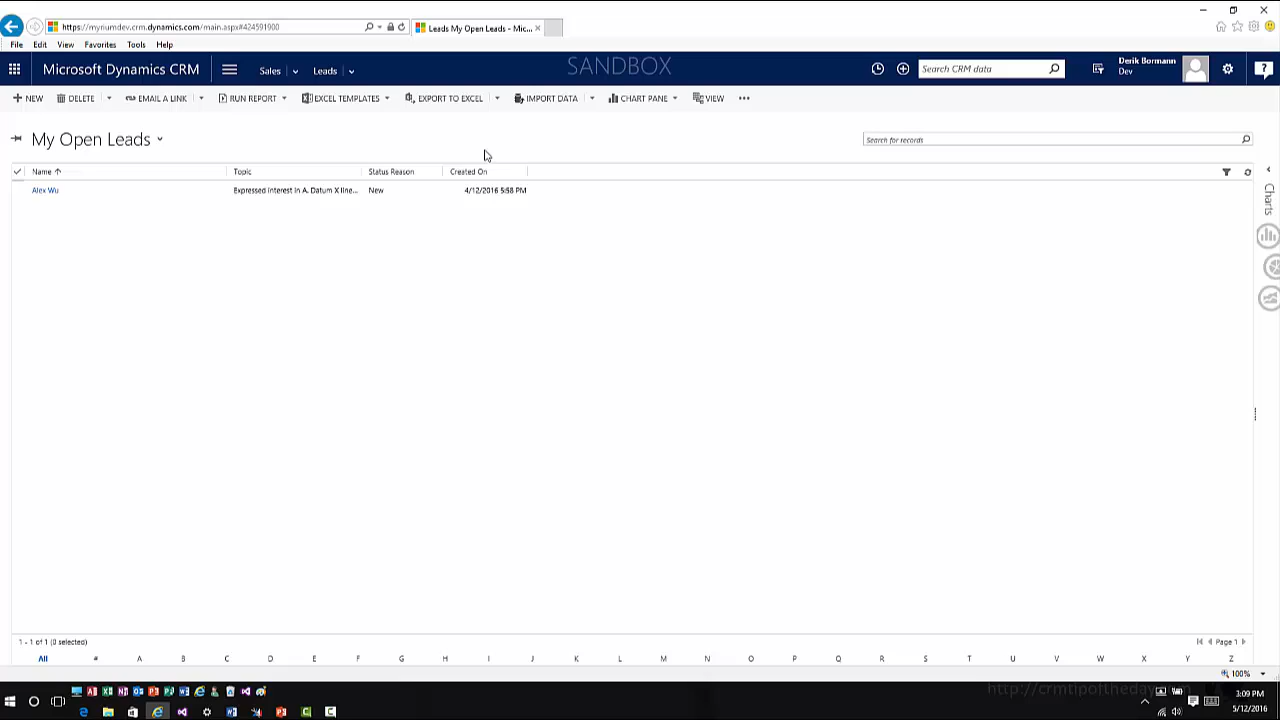 https://myriumdev.crm.dynamics.com/main.aspx#424591900
Leads My Open Leads - Mic...
File Edit View Favorites Tools Help
Microsoft Dynamics CRM Sales Leads SANDBOX Search CRM data Derik Bormann
Dev
NEW DELETE EMAIL A LINK RUN REPORT EXCEL TEMPLATES EXPORT TO EXCEL IMPORT DATA CHART PANE VIEW
My Open Leads Search for records
Name Topic Status Reason Created On
Alex Wu Expressed interest in A. Datum X line... New 4/12/2016 5:58 PM
Charts
1 - 1 of 1 (0 selected) Page 1
All # A B C D E F G H I J K L M N O P Q R S T U V W X Y Z
100%
http://crmtipoftheday.com
3:09 PM
5/12/2016